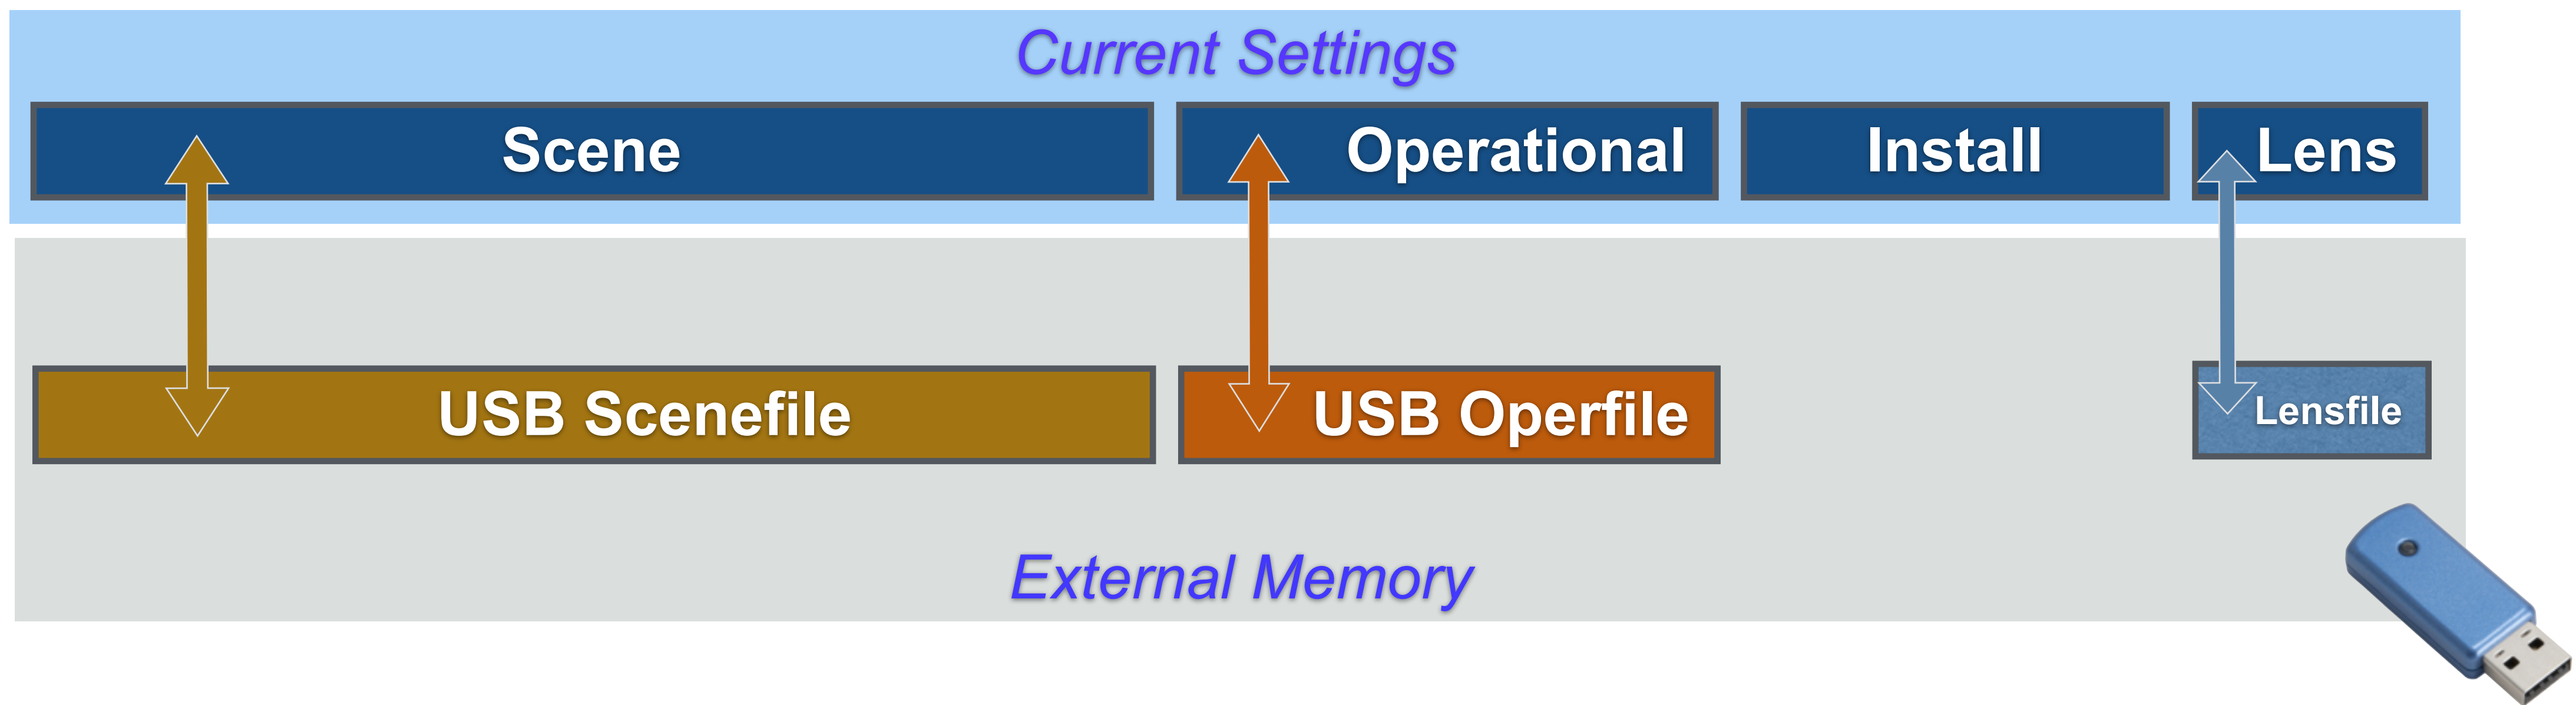 Current Settings
Scene Operational Install Lens
USB Scenefile USB Operfile Lensfile
External Memory